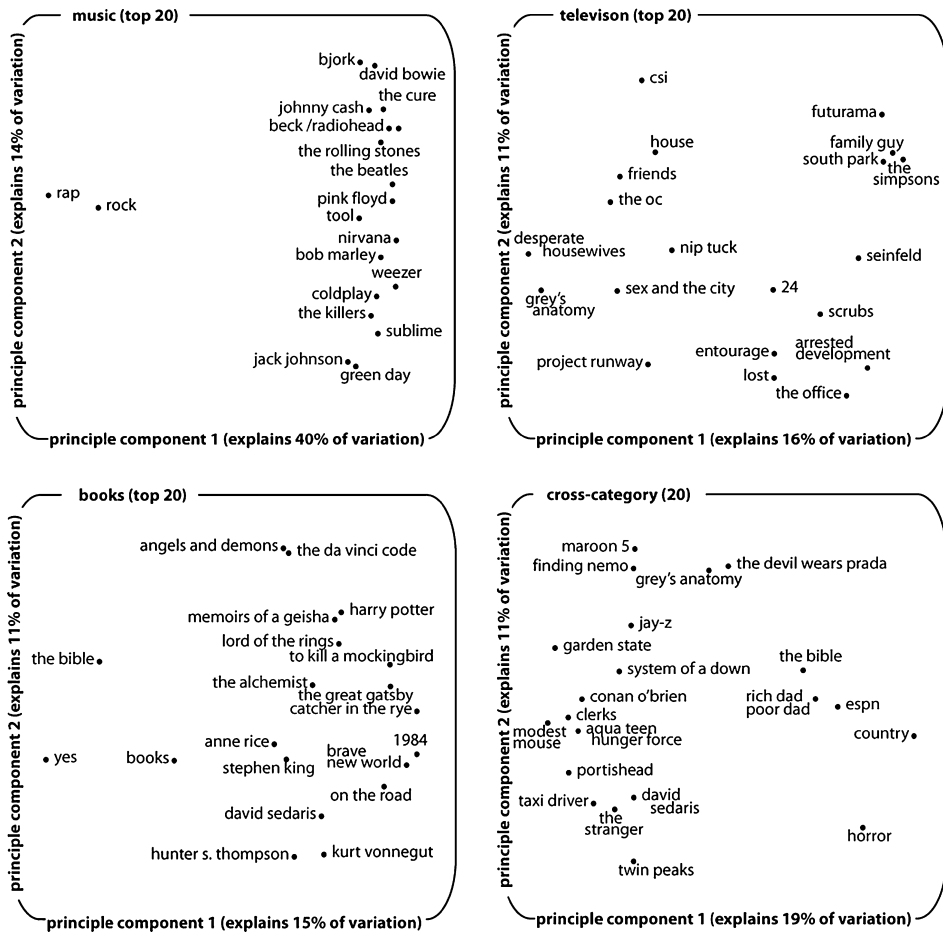 music (top 20)
principle component 2 (explains 14% of variation)
bjork
david bowie
the cure
johnny cash
beck /radiohead
the rolling stones
the beatles
rap
rock
pink floyd
tool
nirvana
bob marley
weezer
coldplay
the killers
sublime
jack johnson
green day
principle component 1 (explains 40% of variation)
televison (top 20)
principle component 2 (explains 11% of variation)
csi
futurama
house
family guy
south park
the
simpsons
friends
the oc
desperate
housewives
nip tuck
seinfeld
grey's
anatomy
sex and the city
24
scrubs
project runway
entourage
arrested
development
lost
the office
principle component 1 (explains 16% of variation)
books (top 20)
principle component 2 (explains 11% of variation)
angels and demons
the da vinci code
harry potter
memoirs of a geisha
lord of the rings
to kill a mockingbird
the bible
the alchemist
the great gatsby
catcher in the rye
anne rice
1984
yes
books
stephen king
brave
new world
on the road
david sedaris
hunter s. thompson
kurt vonnegut
principle component 1 (explains 15% of variation)
cross-category (20)
principle component 2 (explains 11% of variation)
maroon 5
finding nemo
grey's anatomy
the devil wears prada
jay-z
garden state
system of a down
the bible
conan o'brien
rich dad
poor dad
espn
clerks
modest
mouse
aqua teen
hunger force
country
portishead
taxi driver
david
sedaris
the
stranger
horror
twin peaks
principle component 1 (explains 19% of variation)